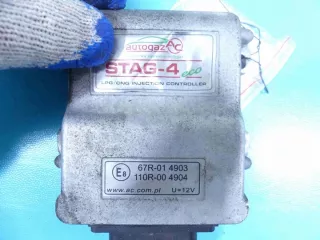 autogaz AC
STAG-4 eco
LPG/CNG INJECTION CONTROLLER
E8
67R-01 4903
110R-00 4904
www.ac.com.pl U=12V